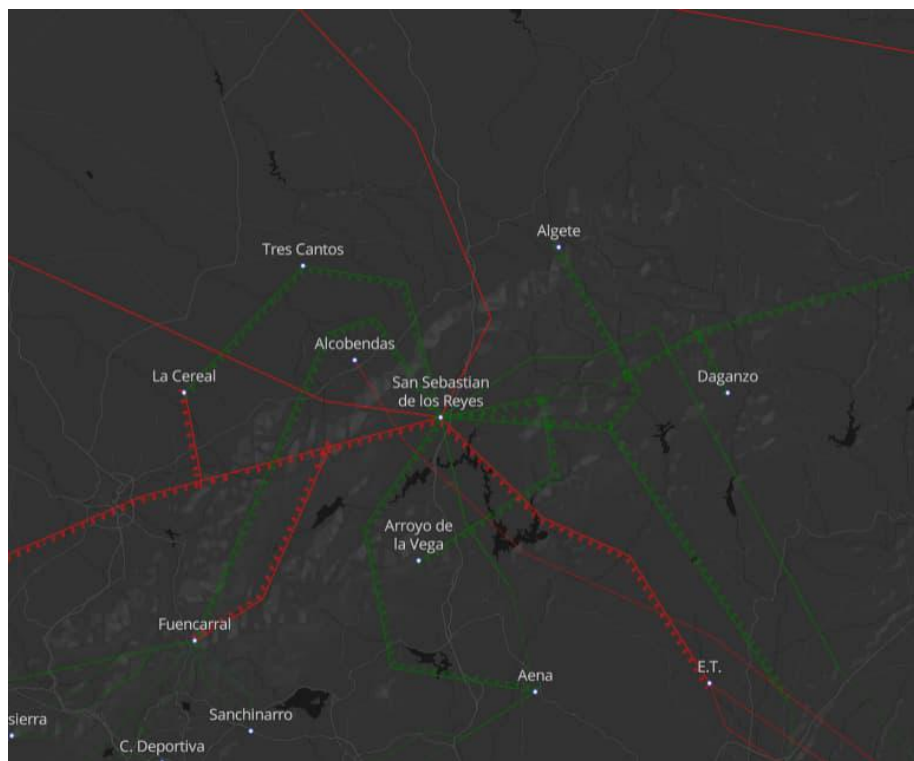 Algete
Tres Cantos
Alcobendas
La Cereal
San Sebastian
de los Reyes
Daganzo
Arroyo de
la Vega
Fuencarral
E.T.
Aena
Sanchinarro
sierra
C. Deportiva